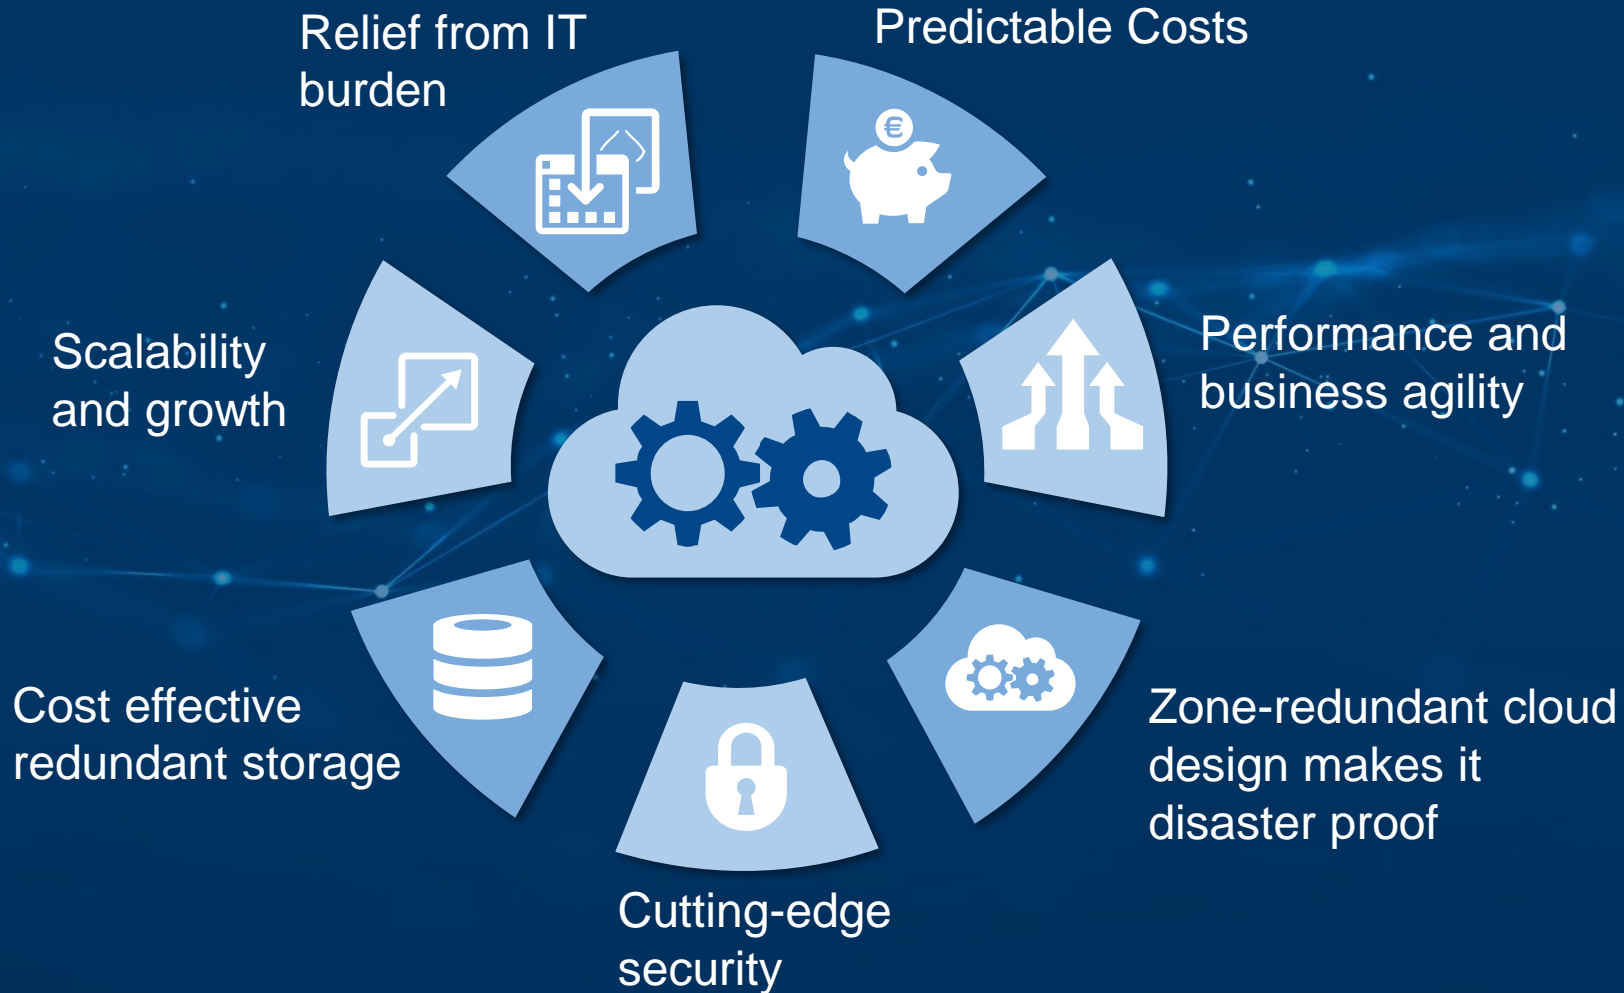 Relief from IT
burden
Predictable Costs
€
Scalability
and growth
Performance and
business agility
Cost effective
redundant storage
Zone-redundant cloud
design makes it
disaster proof
Cutting-edge
security